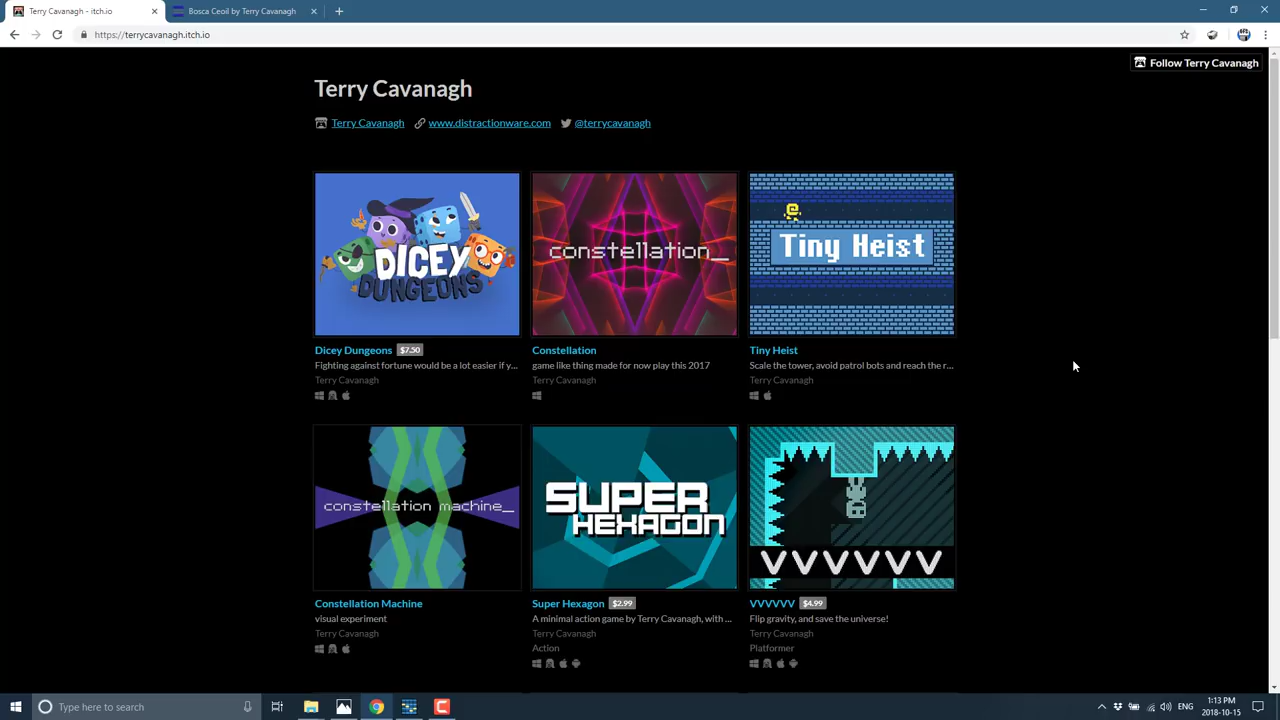 Terry Cavanagh - itch.io
Bosca Ceoil by Terry Cavanagh
https://terrycavanagh.itch.io
Follow Terry Cavanagh
Terry Cavanagh
Terry Cavanagh www.distractionware.com @terrycavanagh
DICEY DUNGEONS
constellation_
Tiny Heist
Dicey Dungeons $7.50
Fighting against fortune would be a lot easier if y...
Terry Cavanagh
Constellation
game like thing made for now play this 2017
Terry Cavanagh
Tiny Heist
Scale the tower, avoid patrol bots and reach the r...
Terry Cavanagh
constellation machine_
SUPER HEXAGON
VVVVVV
Constellation Machine
visual experiment
Terry Cavanagh
Super Hexagon $2.99
A minimal action game by Terry Cavanagh, with ...
Terry Cavanagh
Action
VVVVVV $4.99
Flip gravity, and save the universe!
Terry Cavanagh
Platformer
Type here to search
ENG
1:13 PM
2018-10-15